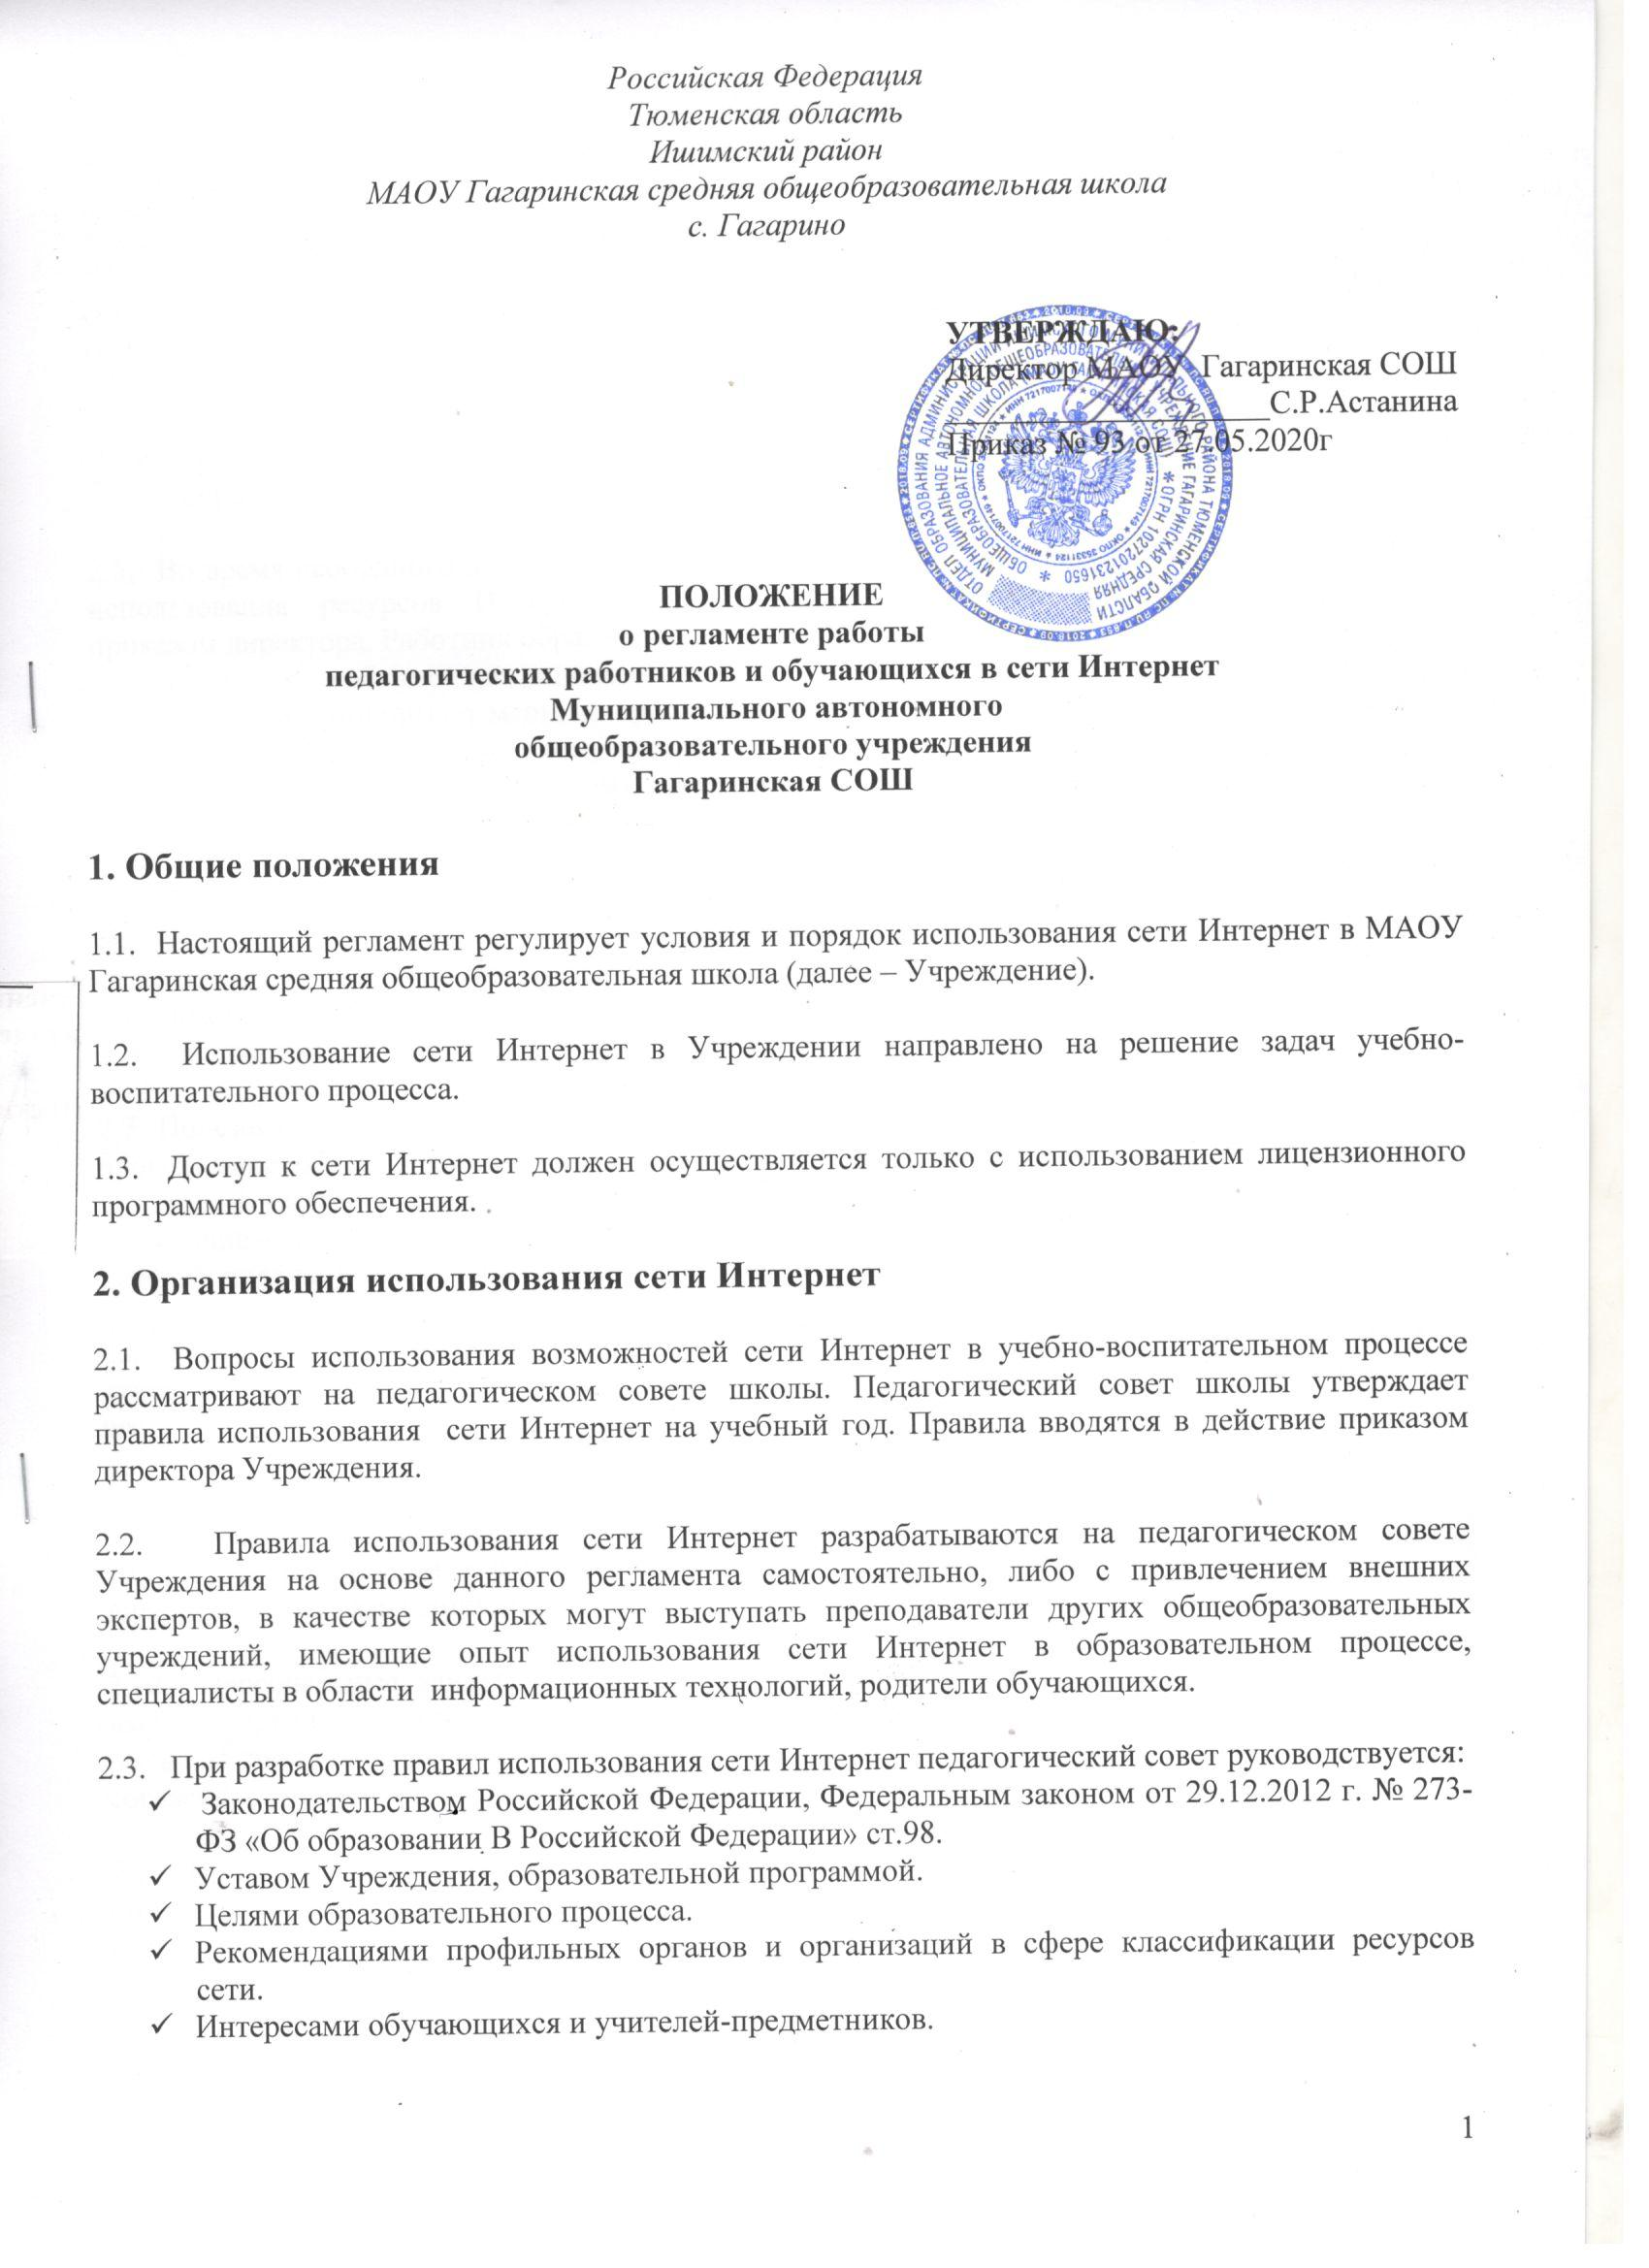 Российская Федерация
Тюменская область
Ишимский район
МАОУ Гагаринская средняя общеобразовательная школа
с. Гагарино
УТВЕРЖДАЮ:
Директор МАОУ Гагаринская СОШ
____________________С.Р.Астанина
Приказ № 93 от 27.05.2020г
ПОЛОЖЕНИЕ
о регламенте работы
педагогических работников и обучающихся в сети Интернет
Муниципального автономного
общеобразовательного учреждения
Гагаринская СОШ
1. Общие положения
1.1. Настоящий регламент регулирует условия и порядок использования сети Интернет в МАОУ
Гагаринская средняя общеобразовательная школа (далее – Учреждение).
1.2. Использование сети Интернет в Учреждении направлено на решение задач учебно-
воспитательного процесса.
1.3. Доступ к сети Интернет должен осуществляется только с использованием лицензионного
программного обеспечения.
2. Организация использования сети Интернет
2.1. Вопросы использования возможностей сети Интернет в учебно-воспитательном процессе
рассматривают на педагогическом совете школы. Педагогический совет школы утверждает
правила использования сети Интернет на учебный год. Правила вводятся в действие приказом
директора Учреждения.
2.2. Правила использования сети Интернет разрабатываются на педагогическом совете
Учреждения на основе данного регламента самостоятельно, либо с привлечением внешних
экспертов, в качестве которых могут выступать преподаватели других общеобразовательных
учреждений, имеющие опыт использования сети Интернет в образовательном процессе,
специалисты в области информационных технологий, родители обучающихся.
2.3. При разработке правил использования сети Интернет педагогический совет руководствуется:
✓ Законодательством Российской Федерации, Федеральным законом от 29.12.2012 г. № 273-
ФЗ «Об образовании В Российской Федерации» ст.98.
✓ Уставом Учреждения, образовательной программой.
✓ Целями образовательного процесса.
✓ Рекомендациями профильных органов и организаций в сфере классификации ресурсов
сети.
✓ Интересами обучающихся и учителей-предметников.
1